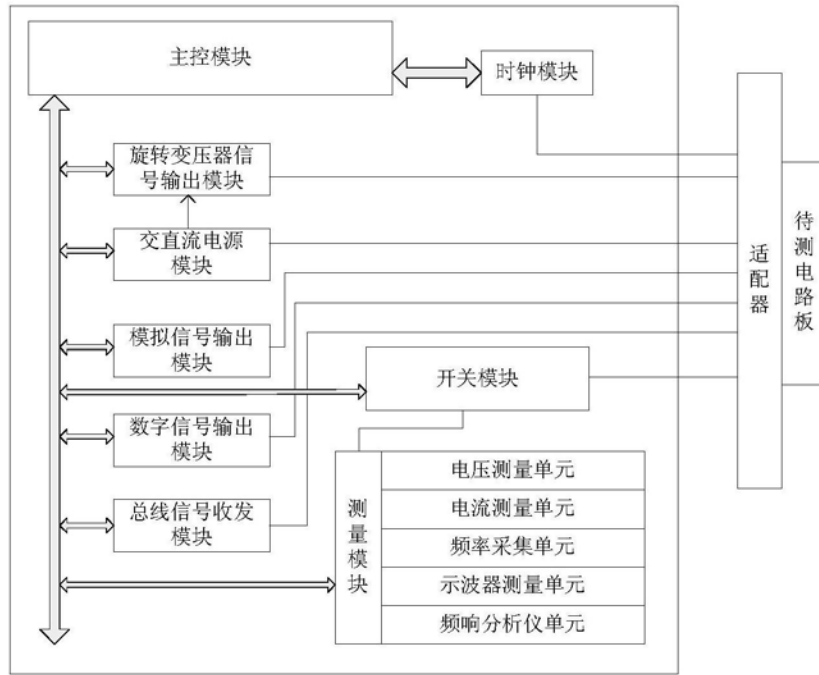 主控模块
时钟模块
旋转变压器信
号输出模块
交直流电源
模块
模拟信号输出
模块
开关模块
数字信号输出
模块
总线信号收发
模块
测量模块
电压测量单元
电流测量单元
频率采集单元
示波器测量单元
频响分析仪单元
适配器
待测电路板